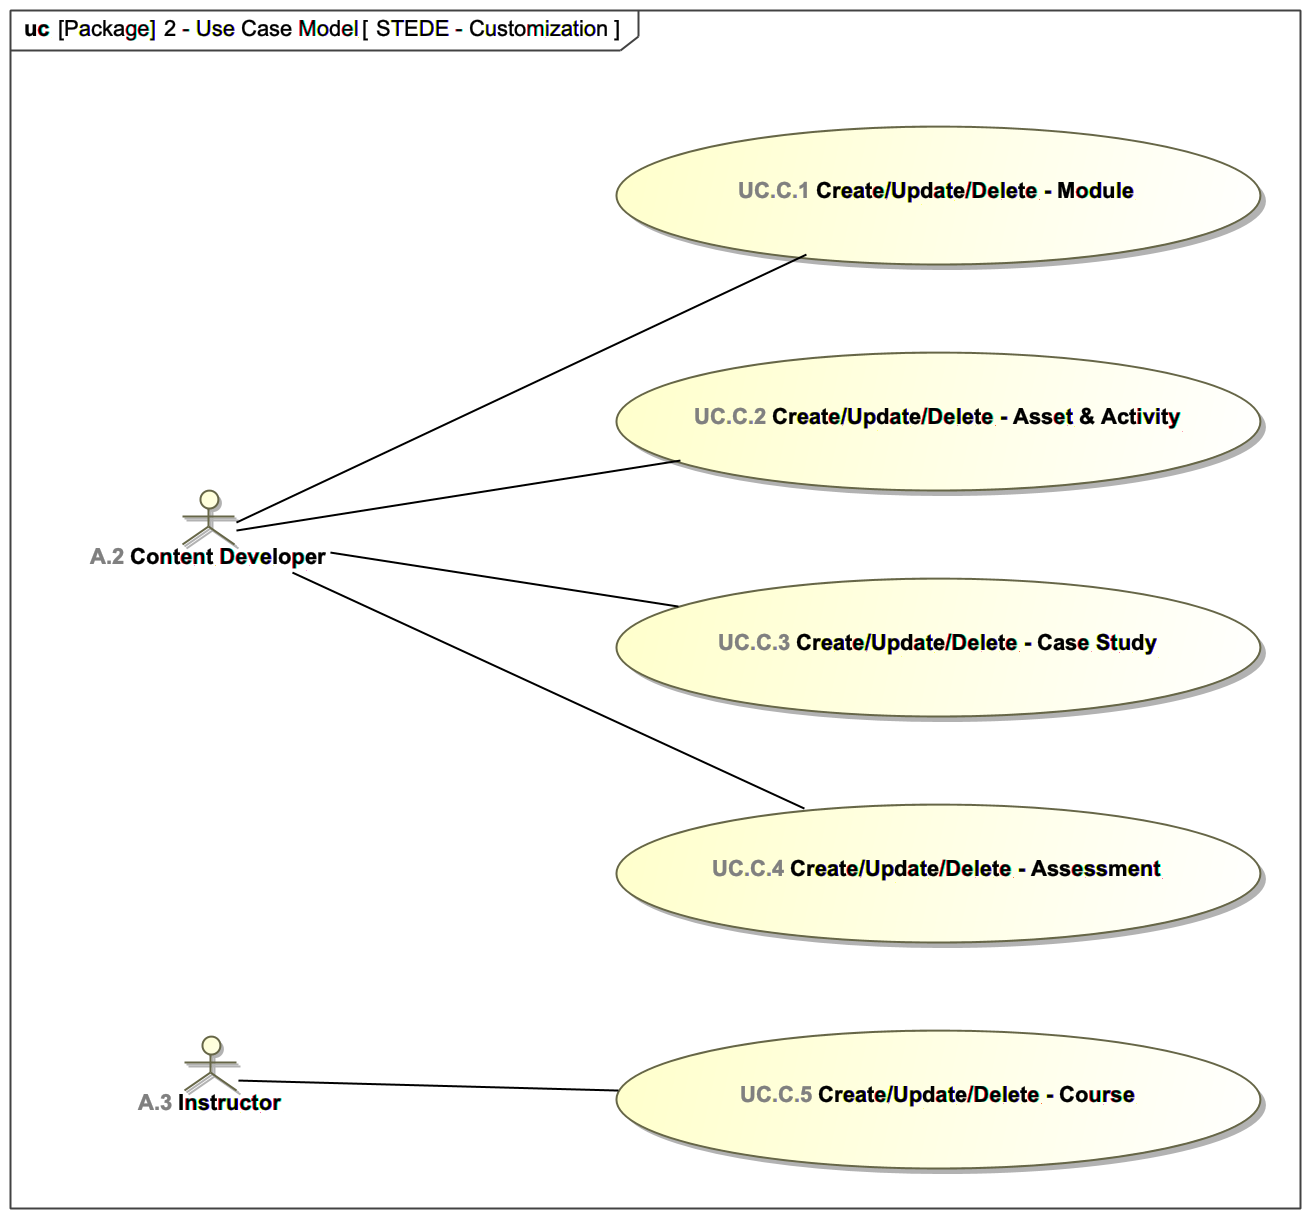 uc [Package] 2 - Use Case Model [ STEDE - Customization ]
UC.C.1 Create/Update/Delete - Module
UC.C.2 Create/Update/Delete - Asset & Activity
A.2 Content Developer
UC.C.3 Create/Update/Delete - Case Study
UC.C.4 Create/Update/Delete - Assessment
A.3 Instructor
UC.C.5 Create/Update/Delete - Course